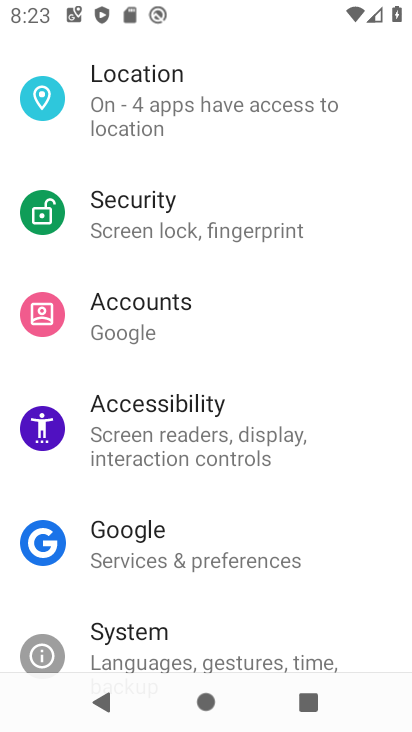 8:23
Location
On - 4 apps have access to
location
Security
Screen lock, fingerprint
Accounts
Google
Accessibility
Screen readers, display,
interaction controls
Google
Services & preferences
System
Languages, gestures, time,
backup